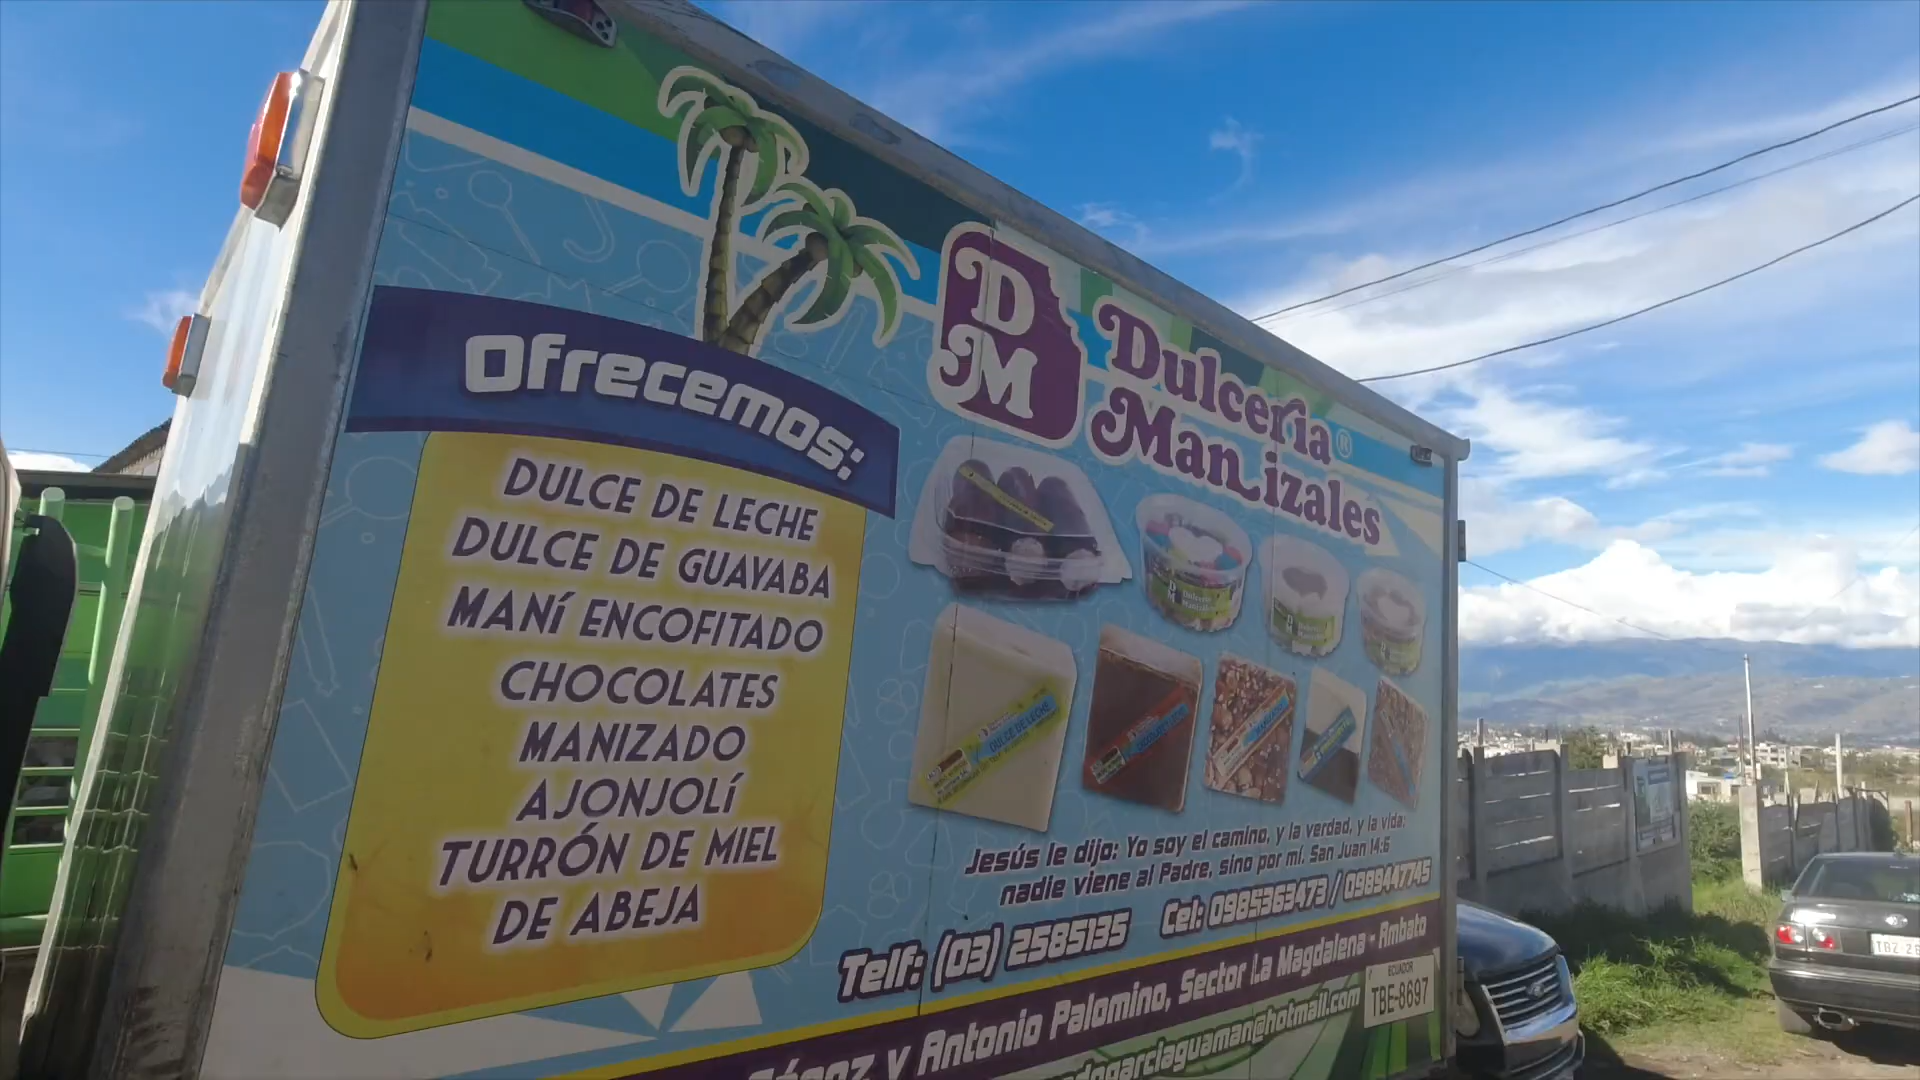 Ofrecemos:
DULCE DE LECHE
DULCE DE GUAYABA
MANÍ ENCOFITADO
CHOCOLATES
MANIZADO
AJONJOLÍ
TURRÓN DE MIEL
DE ABEJA
DM
Dulcería®
Manizales
DULCE DE LECHE
Jesús le dijo: Yo soy el camino, y la verdad, y la vida:
nadie viene al Padre, sino por mí. San Juan 14:6
Telf: (03) 2585135 Cel: 0985363473 / 0989447745
y Antonio Palomino, Sector La Magdalena - Ambato
ECUADOR
TBE-8697